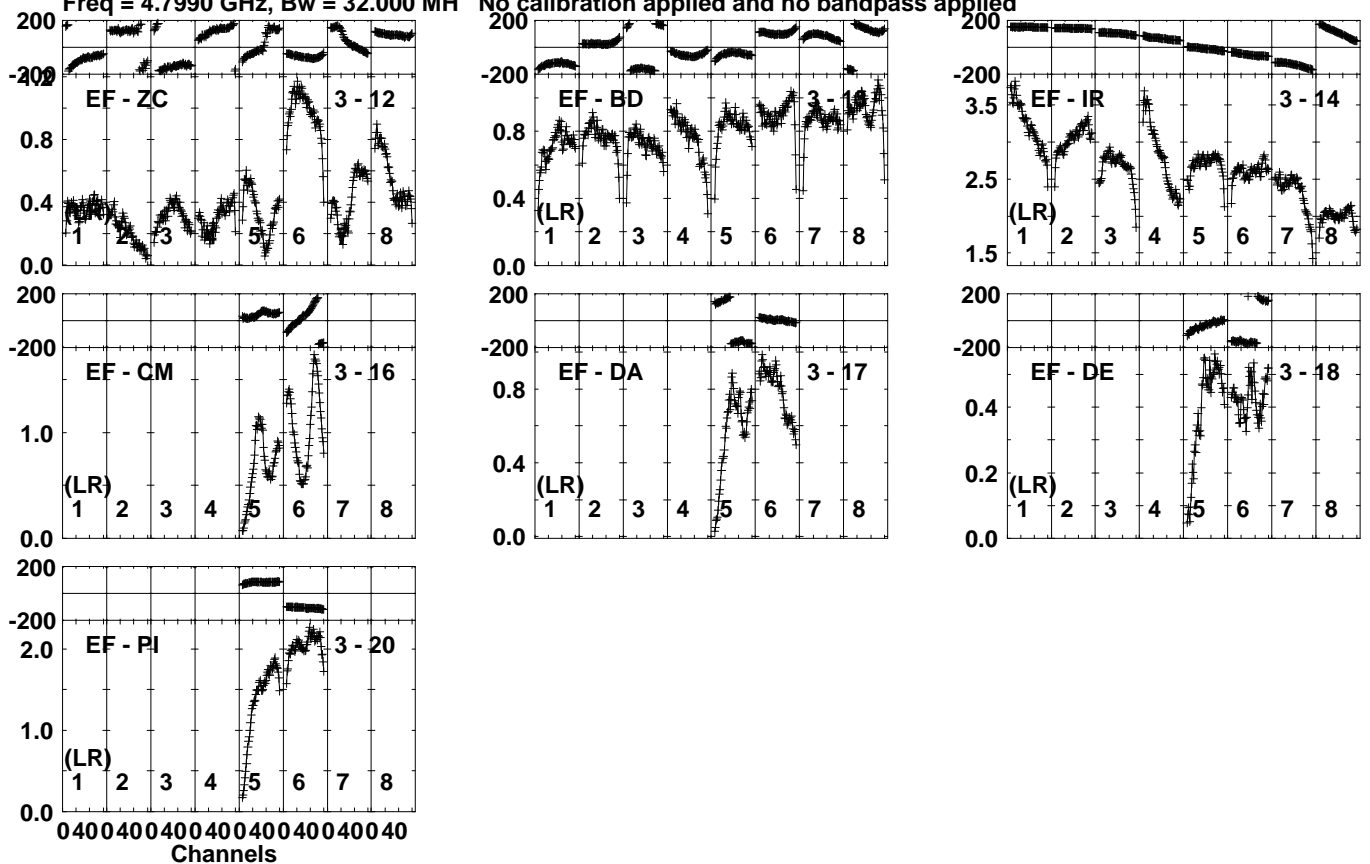 Freq = 4.7990 GHz, Bw = 32.000 MH No calibration applied and no bandpass applied
200
-200
EF - ZC 3 - 12
0.8
0.4
0.0
(LR)
1 2 3 4 5 6 7 8
200
-200
EF - BD
0.8
0.4
0.0
(LR)
1 2 3 4 5 6 7 8
200
-200
EF - IR 3 - 14
3.5
2.5
1.5
(LR)
1 2 3 4 5 6 7 8
200
-200
EF - CM 3 - 16
1.0
0.0
(LR)
1 2 3 4 5 6 7 8
200
-200
EF - DA 3 - 17
0.8
0.4
0.0
(LR)
1 2 3 4 5 6 7 8
200
-200
EF - DE 3 - 18
0.4
0.2
0.0
(LR)
1 2 3 4 5 6 7 8
200
-200
EF - PI 3 - 20
2.0
1.0
0.0
(LR)
1 2 3 4 5 6 7 8
0 40 0 40 0 40 0 40 0 40 0 40 0 40 0 40
Channels